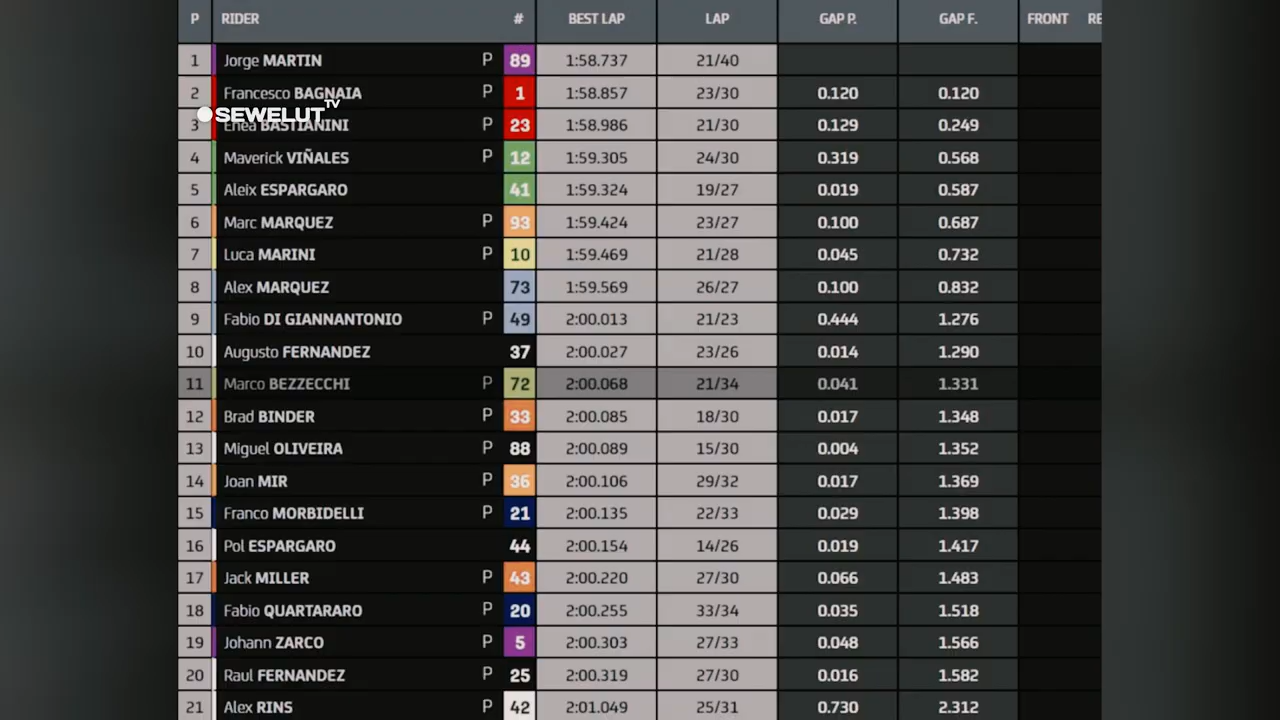 P RIDER # BEST LAP LAP GAP P. GAP F. FRONT RE
1 Jorge MARTIN P 89 1:58.737 21/40
2 Francesco BAGNAIA P 1 1:58.857 23/30 0.120 0.120
SEWELUT TV
3 Enea BASTIANINI P 23 1:58.986 21/30 0.129 0.249
4 Maverick VIÑALES P 12 1:59.305 24/30 0.319 0.568
5 Aleix ESPARGARO 41 1:59.324 19/27 0.019 0.587
6 Marc MARQUEZ P 93 1:59.424 23/27 0.100 0.687
7 Luca MARINI P 10 1:59.469 21/28 0.045 0.732
8 Alex MARQUEZ 73 1:59.569 26/27 0.100 0.832
9 Fabio DI GIANNANTONIO P 49 2:00.013 21/23 0.444 1.276
10 Augusto FERNANDEZ 37 2:00.027 23/26 0.014 1.290
11 Marco BEZZECCHI P 72 2:00.068 21/34 0.041 1.331
12 Brad BINDER P 33 2:00.085 18/30 0.017 1.348
13 Miguel OLIVEIRA P 88 2:00.089 15/30 0.004 1.352
14 Joan MIR P 36 2:00.106 29/32 0.017 1.369
15 Franco MORBIDELLI P 21 2:00.135 22/33 0.029 1.398
16 Pol ESPARGARO 44 2:00.154 14/26 0.019 1.417
17 Jack MILLER P 43 2:00.220 27/30 0.066 1.483
18 Fabio QUARTARARO P 20 2:00.255 33/34 0.035 1.518
19 Johann ZARCO P 5 2:00.303 27/33 0.048 1.566
20 Raul FERNANDEZ P 25 2:00.319 27/30 0.016 1.582
21 Alex RINS P 42 2:01.049 25/31 0.730 2.312